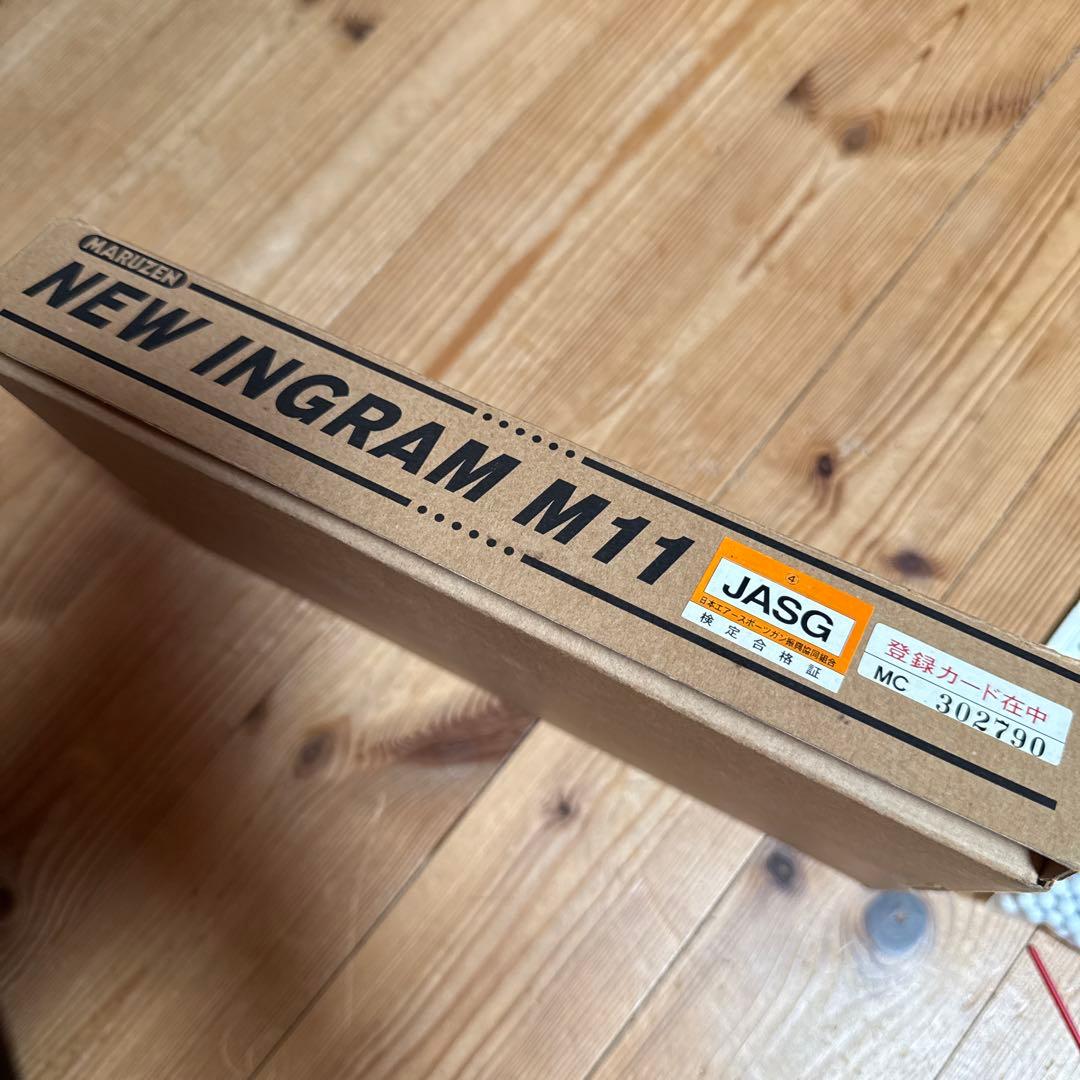 MARUZEN
NEW INGRAM M11
④
JASG
日本エアースポーツガン振興協同組合
検定合格証
登録カード在中
MC 302790